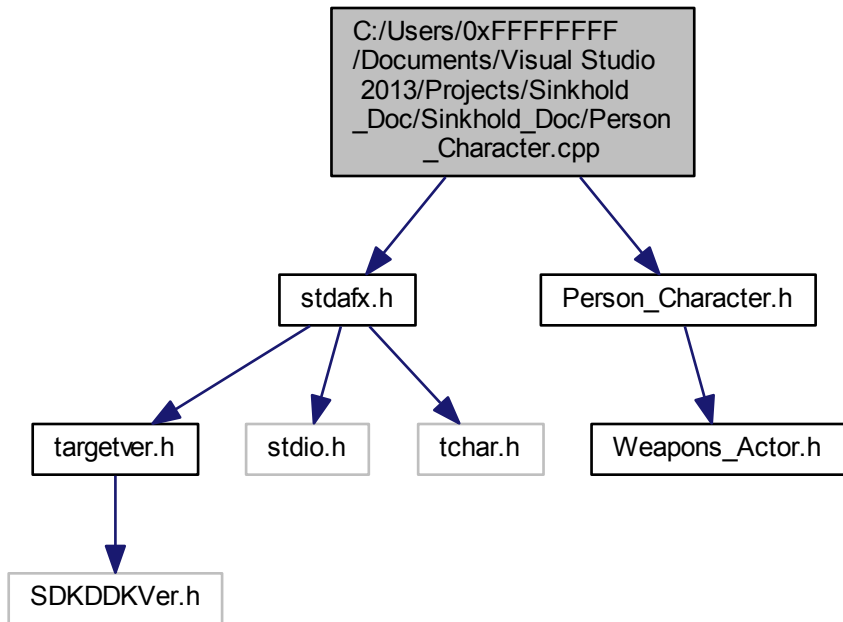 C:/Users/0xFFFFFFFF
/Documents/Visual Studio
2013/Projects/Sinkhold
_Doc/Sinkhold_Doc/Person
_Character.cpp
stdafx.h
Person_Character.h
targetver.h
stdio.h
tchar.h
Weapons_Actor.h
SDKDDKVer.h